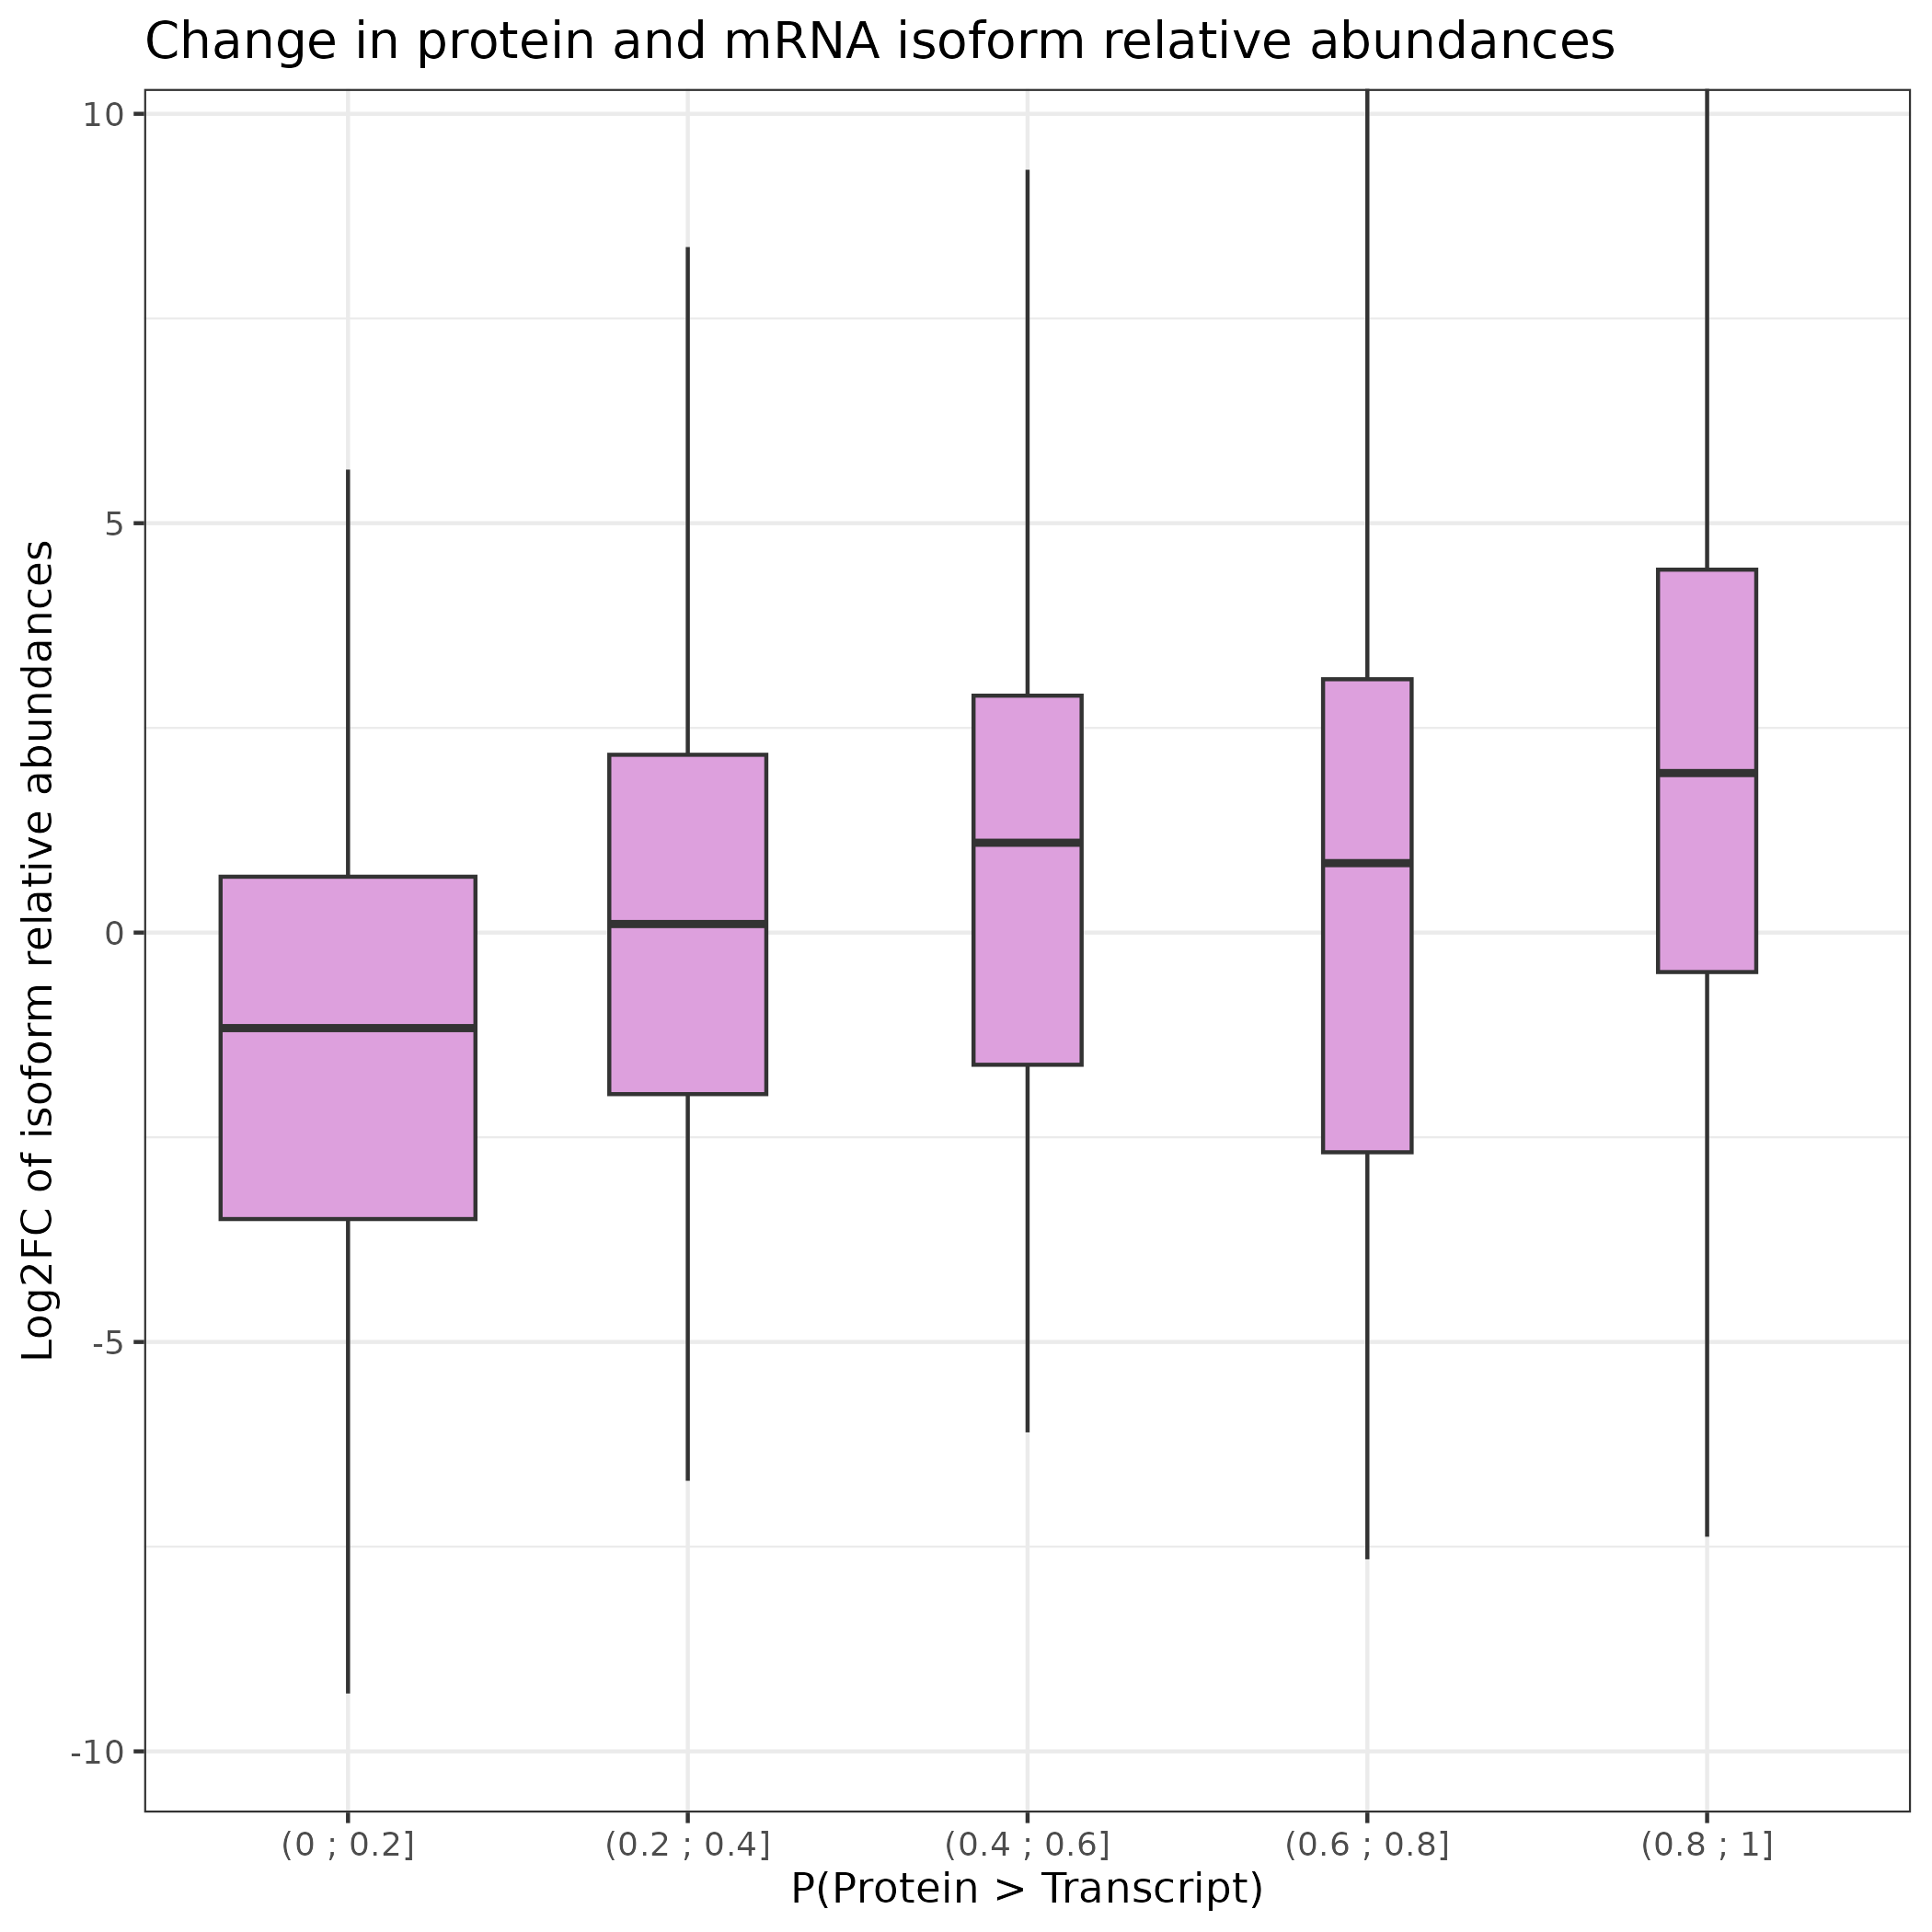 Change in protein and mRNA isoform relative abundances
Log2FC of isoform relative abundances
10
5
0
-5
-10
(0 ; 0.2]
(0.2 ; 0.4]
(0.4 ; 0.6]
(0.6 ; 0.8]
(0.8 ; 1]
P(Protein > Transcript)